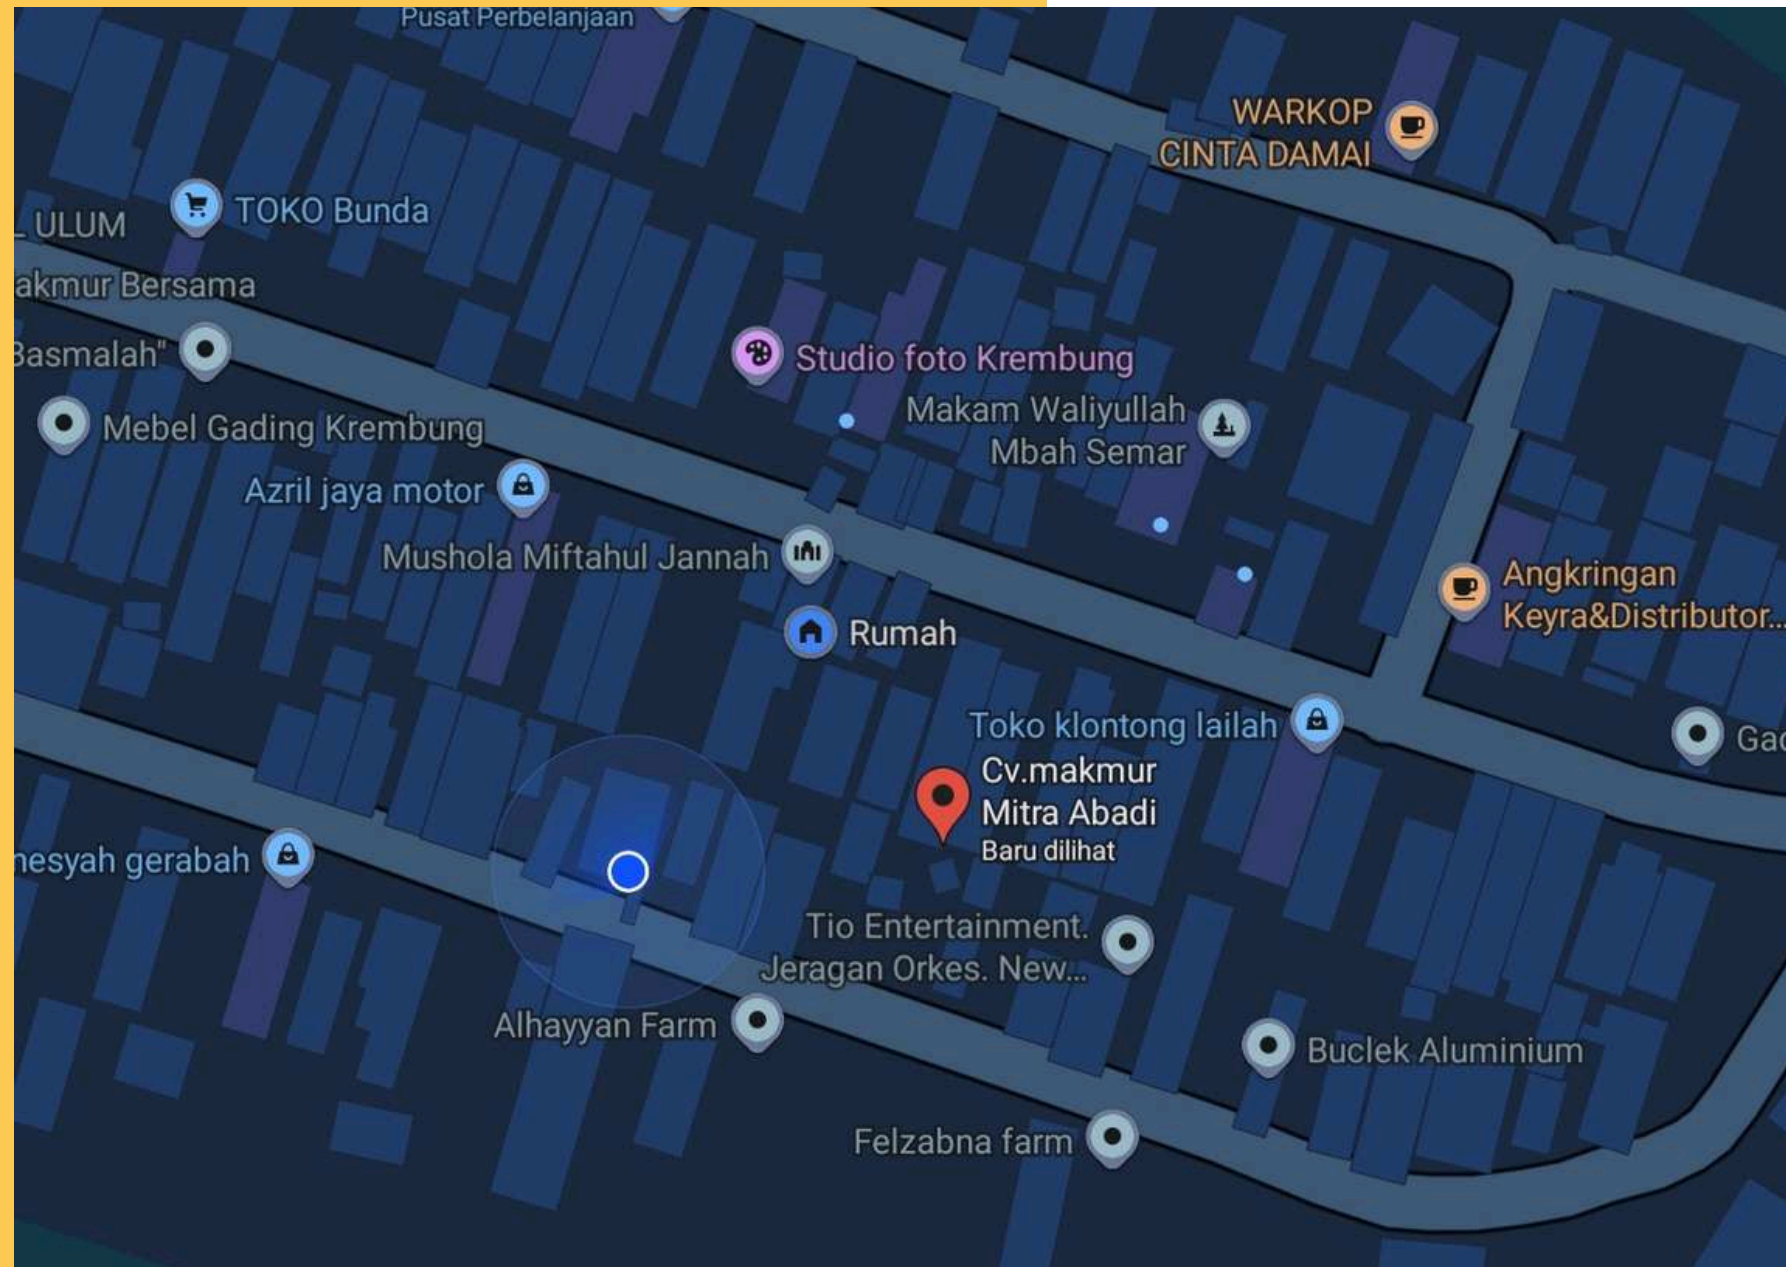 Pusat Perbelanjaan
WARKOP
CINTA DAMAI
TOKO Bunda
ULUM
akmur Bersama
Basmalah"
Studio foto Krembung
Makam Waliyullah
Mbah Semar
Mebel Gading Krembung
Azril jaya motor
Mushola Miftahul Jannah
Angkringan
Keyra&Distributor...
Rumah
Toko klontong lailah
Gad
Cv.makmur
Mitra Abadi
Baru dilihat
nesyah gerabah
Tio Entertainment.
Jeragan Orkes. New...
Alhayyan Farm
Buclek Aluminium
Felzabna farm